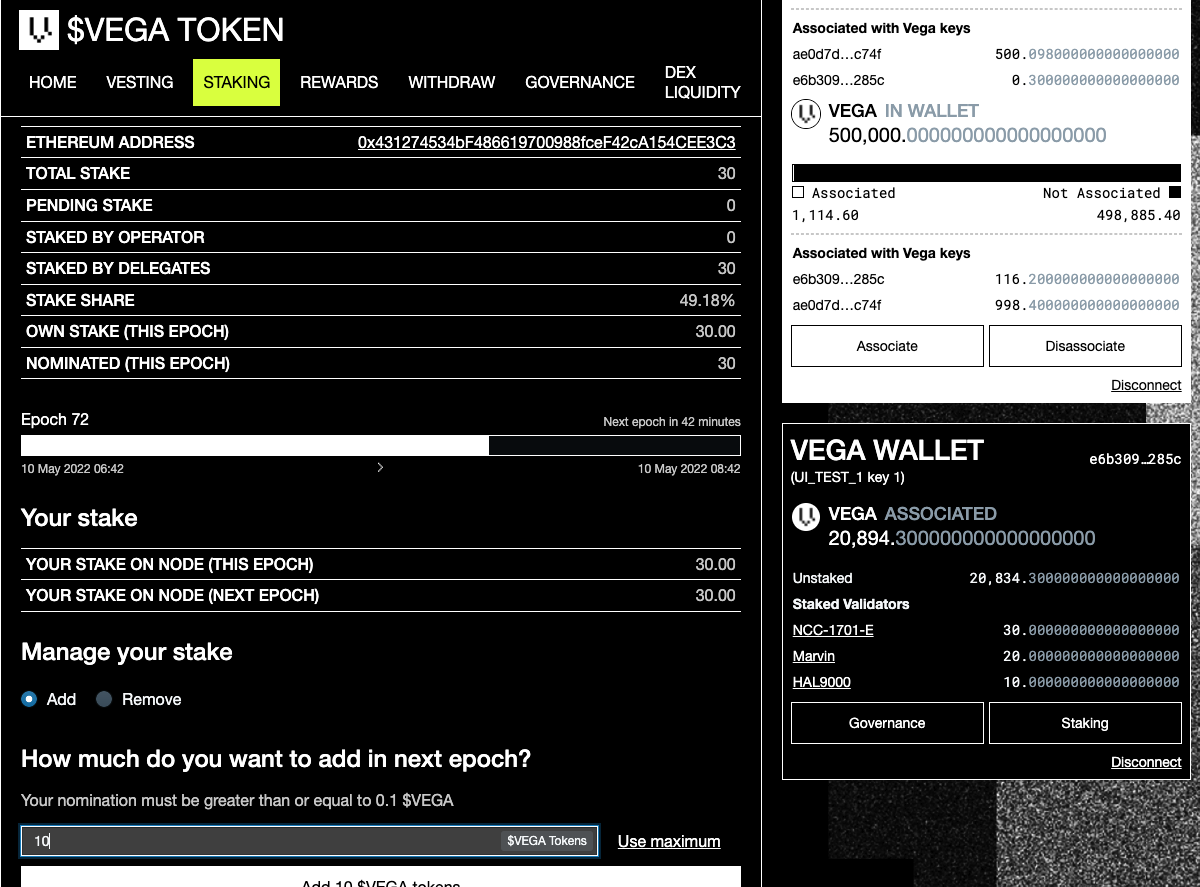 $VEGA TOKEN
HOME VESTING STAKING REWARDS WITHDRAW GOVERNANCE DEX LIQUIDITY
ETHEREUM ADDRESS 0x431274534bF486619700988fceF42cA154CEE3C3
TOTAL STAKE 30
PENDING STAKE 0
STAKED BY OPERATOR 0
STAKED BY DELEGATES 30
STAKE SHARE 49.18%
OWN STAKE (THIS EPOCH) 30.00
NOMINATED (THIS EPOCH) 30
Epoch 72 Next epoch in 42 minutes
10 May 2022 06:42 10 May 2022 08:42
Your stake
YOUR STAKE ON NODE (THIS EPOCH) 30.00
YOUR STAKE ON NODE (NEXT EPOCH) 30.00
Manage your stake
Add Remove
How much do you want to add in next epoch?
Your nomination must be greater than or equal to 0.1 $VEGA
10 $VEGA Tokens Use maximum
Add 10 $VEGA tokens
Associated with Vega keys
ae0d7d…c74f 500.098000000000000000
e6b309…285c 0.300000000000000000
VEGA IN WALLET
500,000.000000000000000000
Associated Not Associated
1,114.60 498,885.40
Associated with Vega keys
e6b309…285c 116.200000000000000000
ae0d7d…c74f 998.400000000000000000
Associate Disassociate
Disconnect
VEGA WALLET e6b309…285c
(UI_TEST_1 key 1)
VEGA ASSOCIATED
20,894.300000000000000000
Unstaked 20,834.300000000000000000
Staked Validators
NCC-1701-E 30.000000000000000000
Marvin 20.000000000000000000
HAL9000 10.000000000000000000
Governance Staking
Disconnect